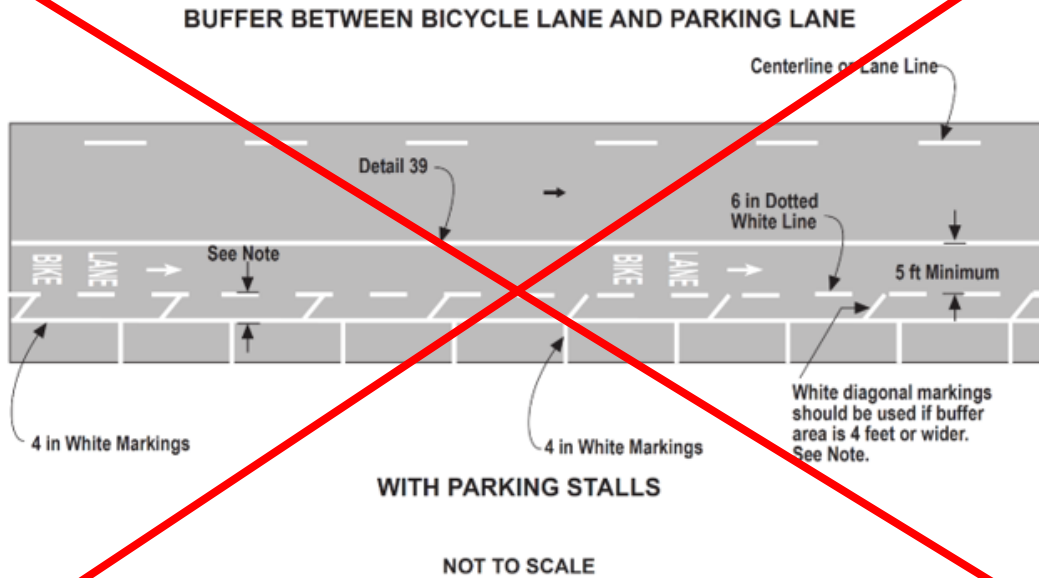 BUFFER BETWEEN BICYCLE LANE AND PARKING LANE
Centerline or Lane Line
Detail 39
6 in Dotted
White Line
See Note
BIKE
LANE
BIKE
LANE
5 ft Minimum
White diagonal markings
should be used if buffer
area is 4 feet or wider.
See Note.
4 in White Markings
4 in White Markings
WITH PARKING STALLS
NOT TO SCALE